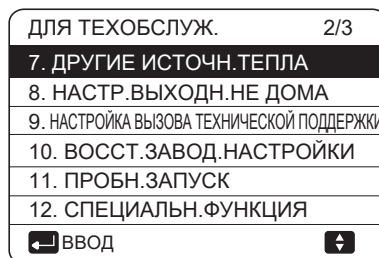 ДЛЯ ТЕХОБСЛУЖ. 2/3
7. ДРУГИЕ ИСТОЧН.ТЕПЛА
8. НАСТР.ВЫХОДН.НЕ ДОМА
9. НАСТРОЙКА ВЫЗОВА ТЕХНИЧЕСКОЙ ПОДДЕРЖКИ
10. ВОССТ.ЗАВОД.НАСТРОЙКИ
11. ПРОБН.ЗАПУСК
12. СПЕЦИАЛЬН.ФУНКЦИЯ
ВВОД